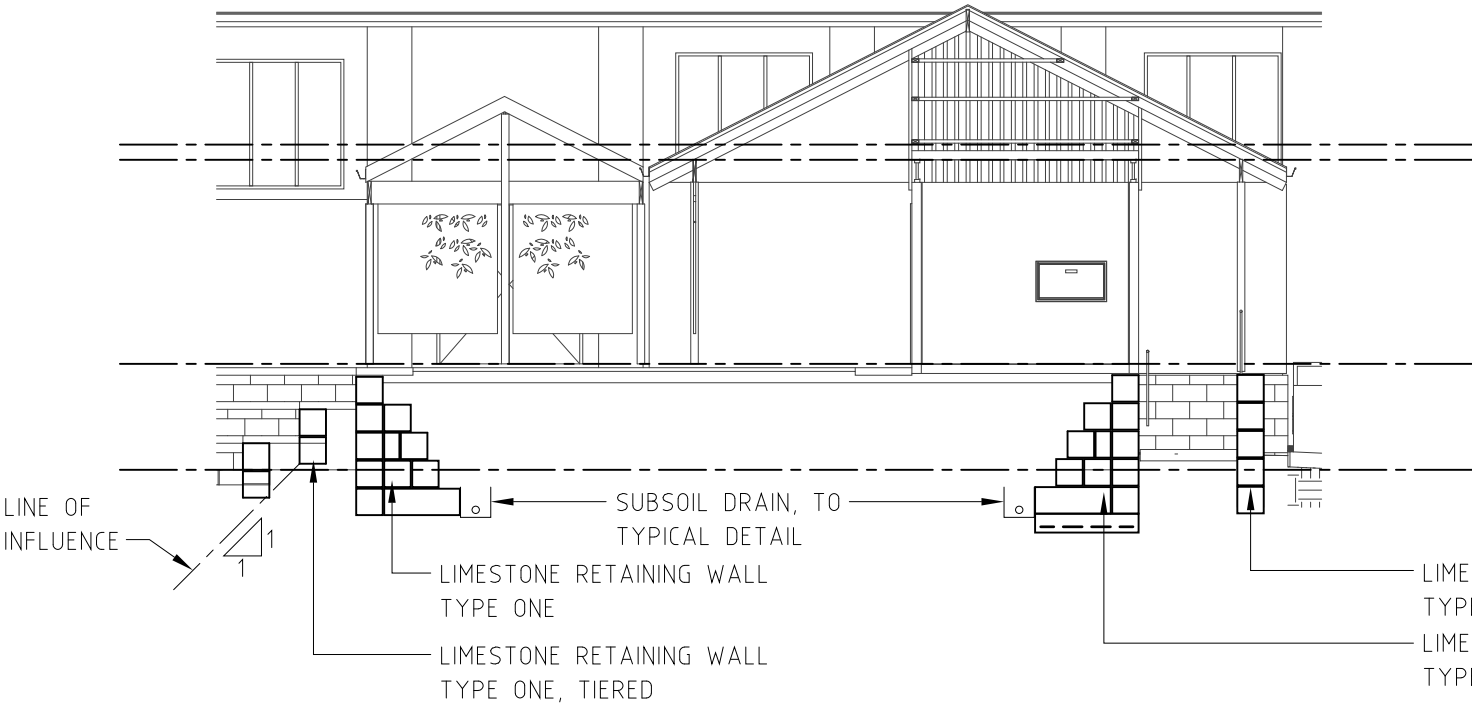 LINE OF
INFLUENCE
1
1
SUBSOIL DRAIN, TO
TYPICAL DETAIL
LIMESTONE RETAINING WALL
TYPE ONE
LIMESTONE RETAINING WALL
TYPE ONE, TIERED